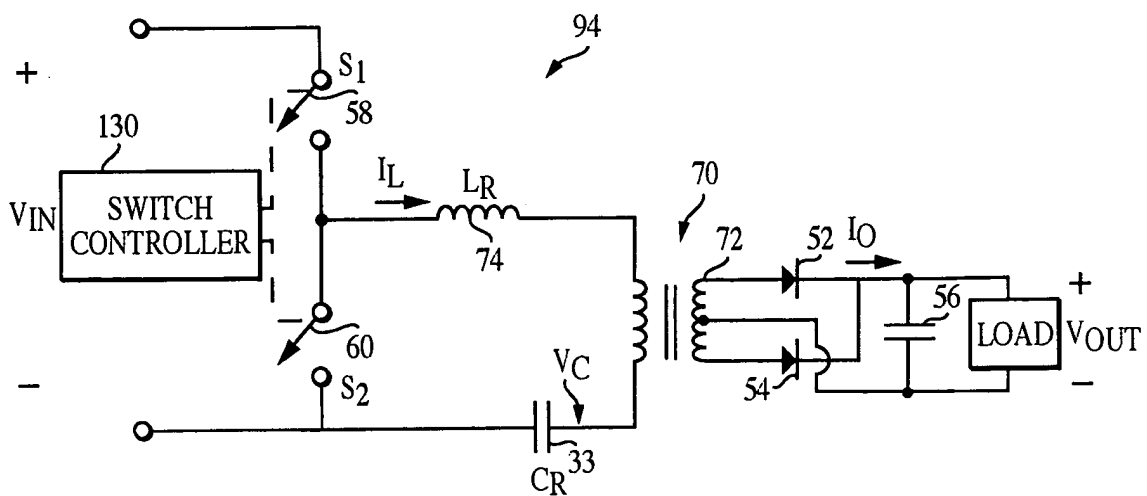 94
+
S1
58
130
VIN
SWITCH
CONTROLLER
IL
LR
74
70
72
52
IO
56
+
LOAD
VOUT
−
54
60
−
S2
VC
33
CR